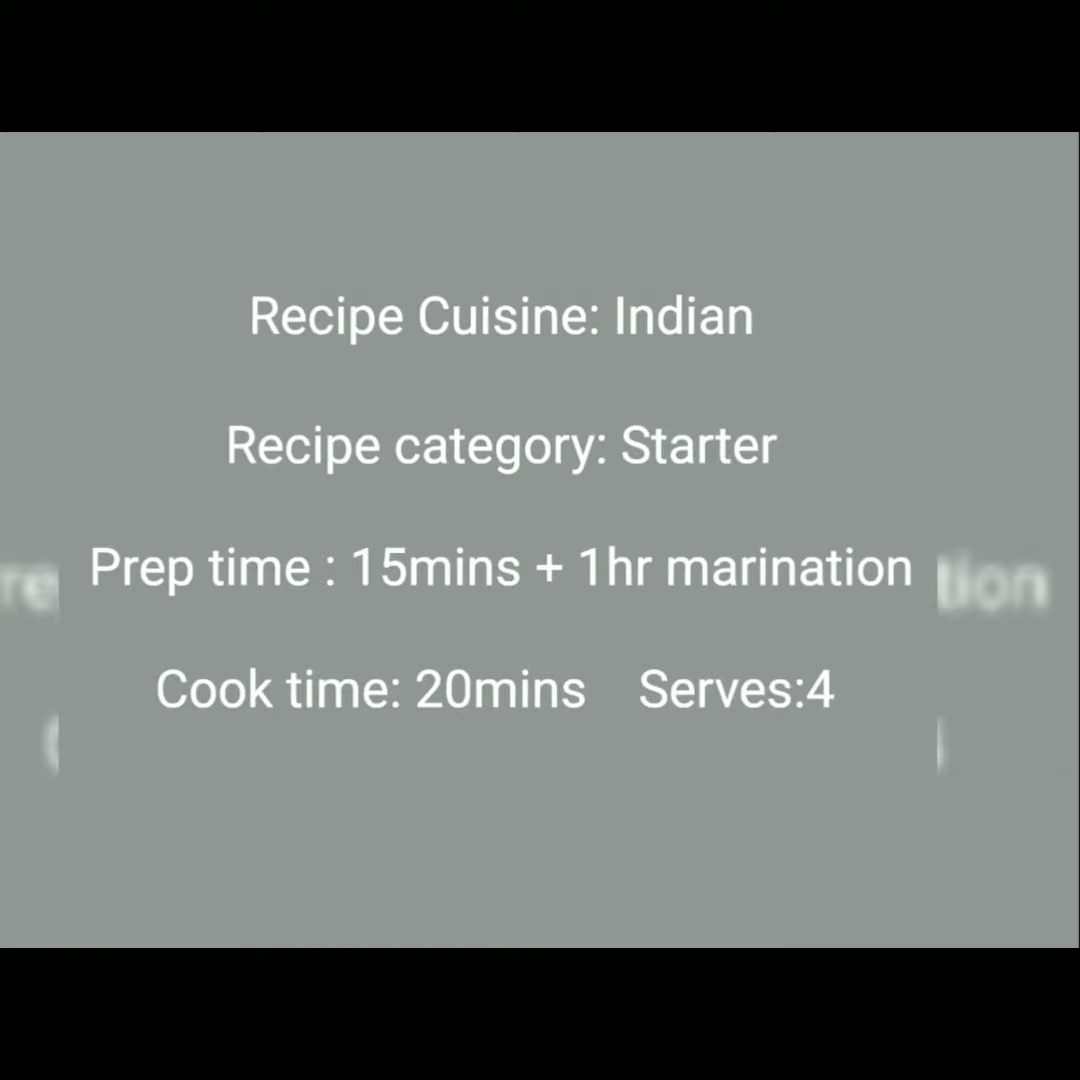 Recipe Cuisine: Indian
Recipe category: Starter
Prep time : 15mins + 1hr marination
Cook time: 20mins    Serves:4